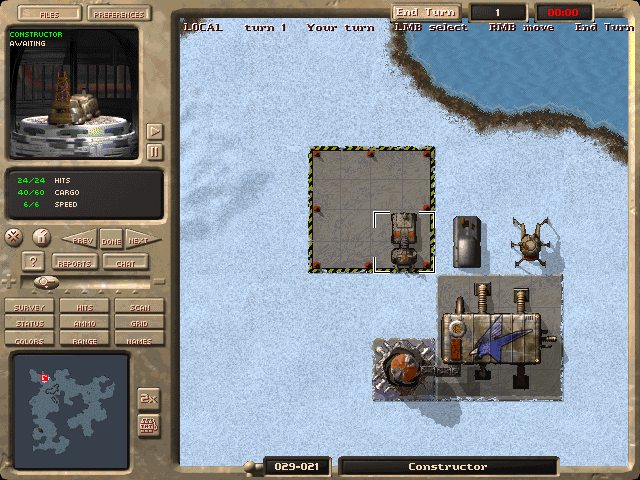 FILES PREFERENCES End Turn 1 00:00
LOCAL turn 1 Your turn LMB select RMB move End Turn
CONSTRUCTOR
AWAITING
24/24 HITS
40/60 CARGO
6/6 SPEED
PREV DONE NEXT
? REPORTS CHAT
SURVEY HITS SCAN
STATUS AMMO GRID
COLORS RANGE NAMES
2x
029-021 Constructor